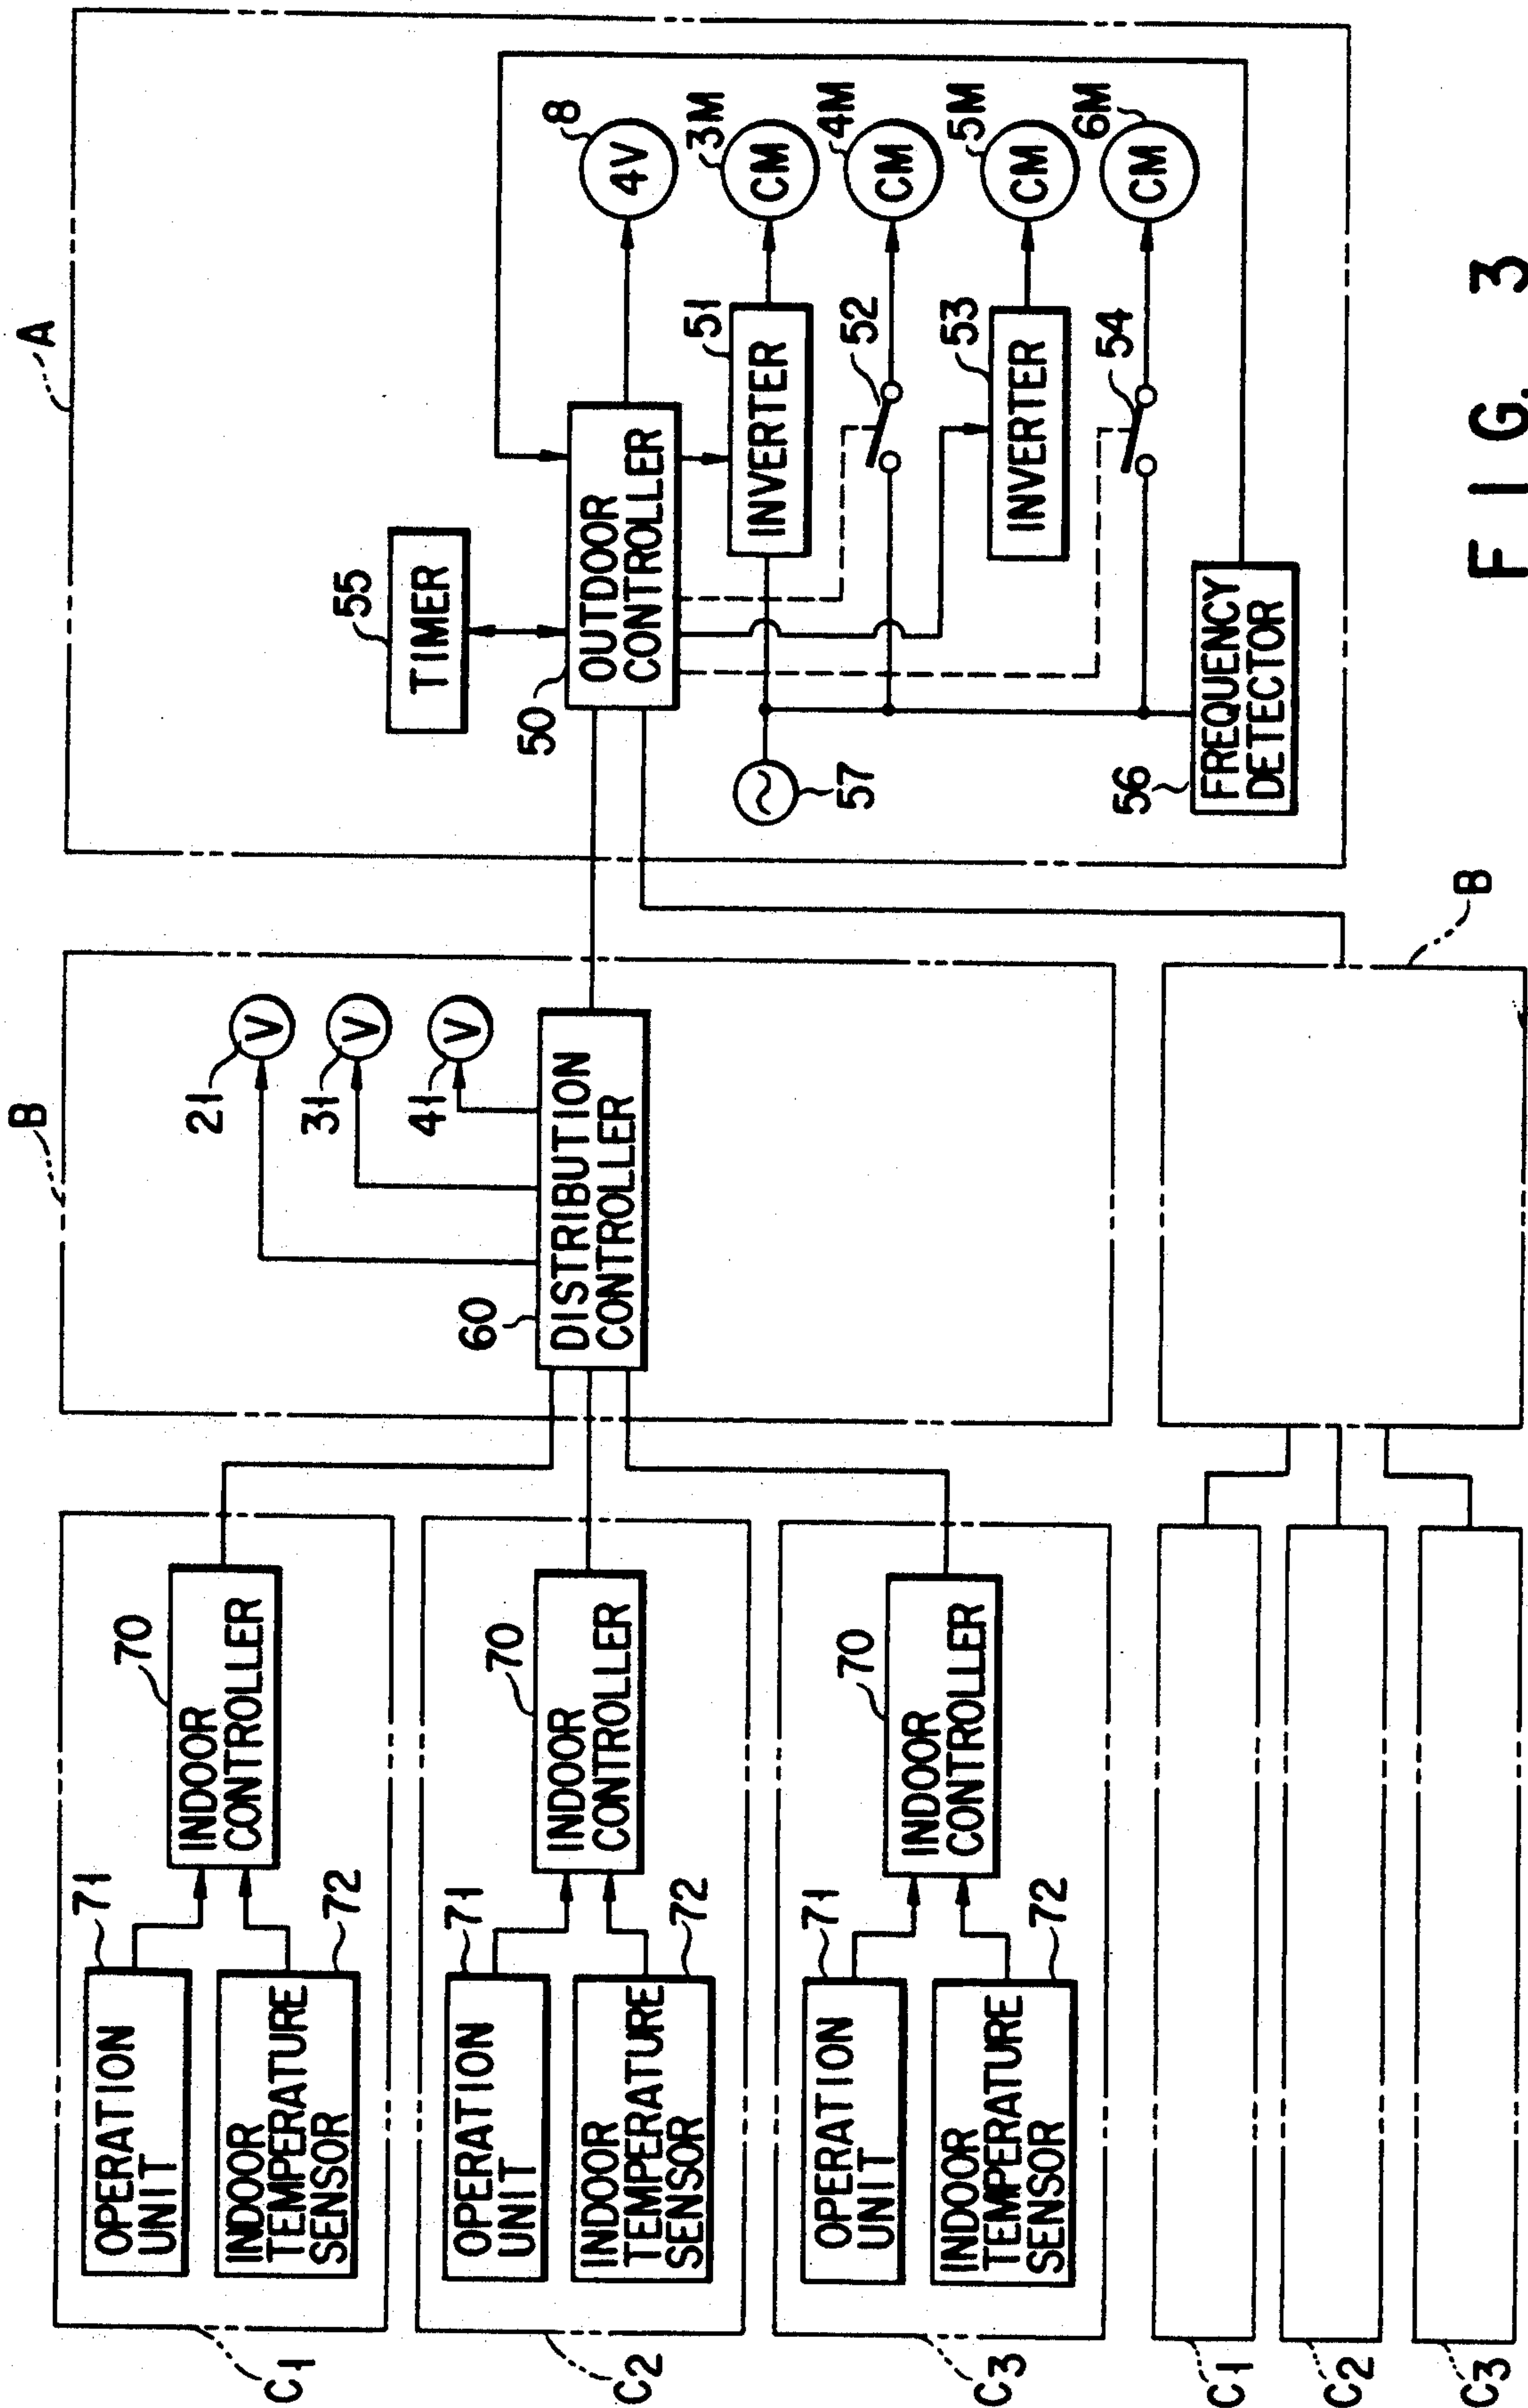 A
8
4V
3M
CM
4M
CM
5M
CM
6M
CM
55
TIMER
50
OUTDOOR
CONTROLLER
51
INVERTER
52
53
INVERTER
54
57
56
FREQUENCY
DETECTOR
B
21
V
31
V
41
V
60
DISTRIBUTION
CONTROLLER
B
70
INDOOR
CONTROLLER
71
OPERATION
UNIT
72
INDOOR
TEMPERATURE
SENSOR
C1
70
INDOOR
CONTROLLER
71
OPERATION
UNIT
72
INDOOR
TEMPERATURE
SENSOR
C2
70
INDOOR
CONTROLLER
71
OPERATION
UNIT
72
INDOOR
TEMPERATURE
SENSOR
C3
C1
C2
C3
FIG. 3